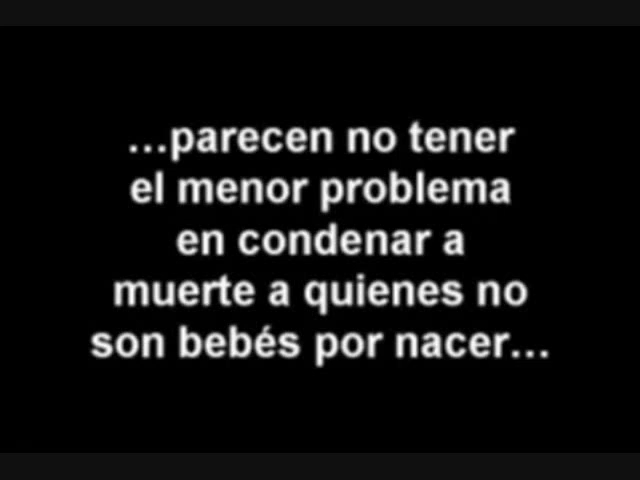 ...parecen no tener
el menor problema
en condenar a
muerte a quienes no
son bebés por nacer...